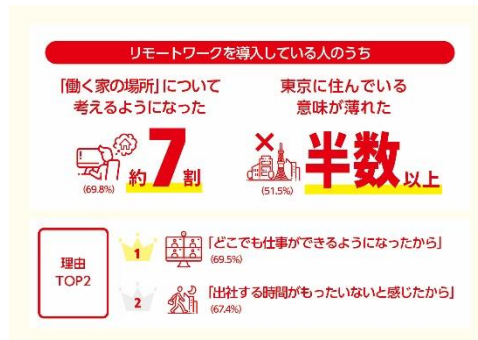 リモートワークを導入している人のうち
「働く家の場所」について
考えるようになった
約7割
(69.8%)
東京に住んでいる
意味が薄れた
半数以上
(51.5%)
理由
TOP2
1
「どこでも仕事ができるようになったから」
(69.5%)
2
「出社する時間がもったいないと感じたから」
(67.4%)